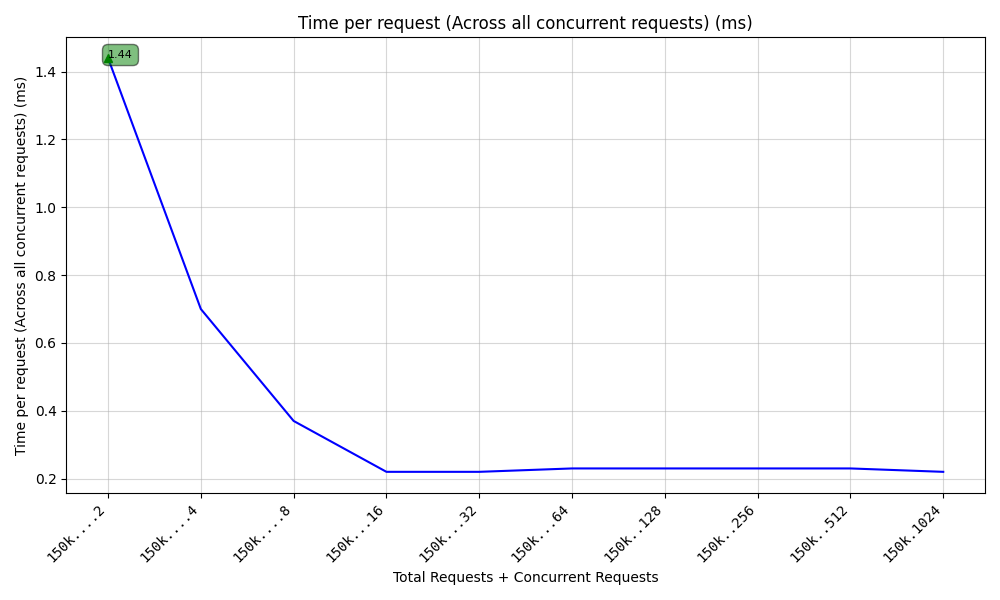 Time per request (Across all concurrent requests) (ms)
1.44
Time per request (Across all concurrent requests) (ms)
1.4
1.2
1.0
0.8
0.6
0.4
0.2
150k....2
150k....4
150k....8
150k...16
150k...32
150k...64
150k..128
150k..256
150k..512
150k.1024
Total Requests + Concurrent Requests